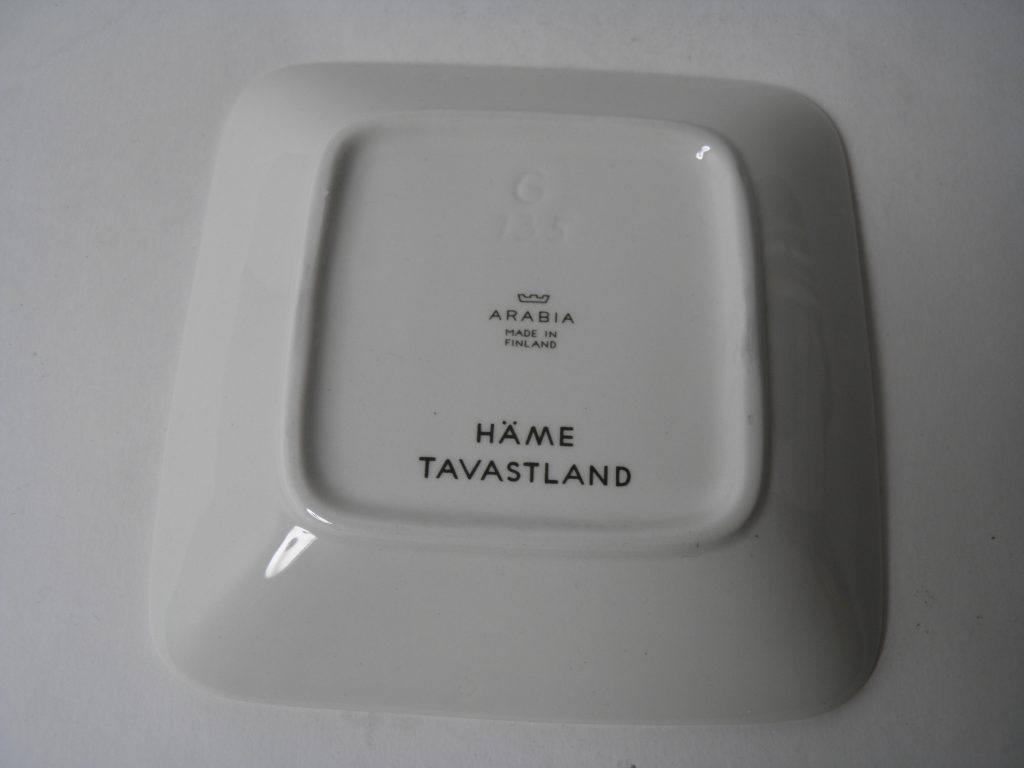 G
135
ARABIA
MADE IN
FINLAND
HÄME
TAVASTLAND